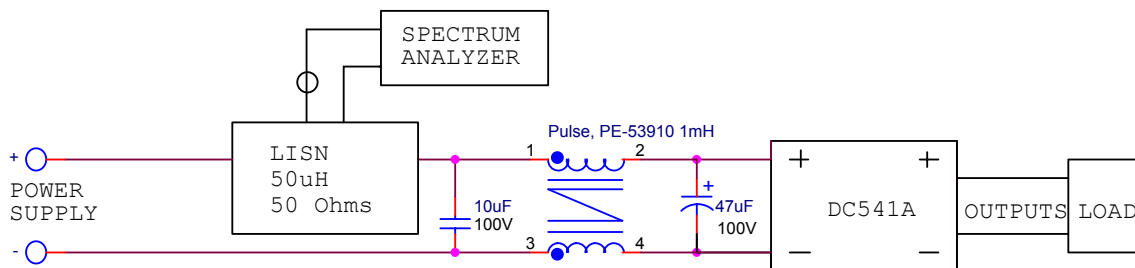 SPECTRUM
ANALYZER
Pulse, PE-53910 1mH
+
POWER
SUPPLY
-
LISN
50uH
50 Ohms
1
2
3
4
10uF
100V
+
47uF
100V
+
+
DC541A
-
-
OUTPUTS
LOAD